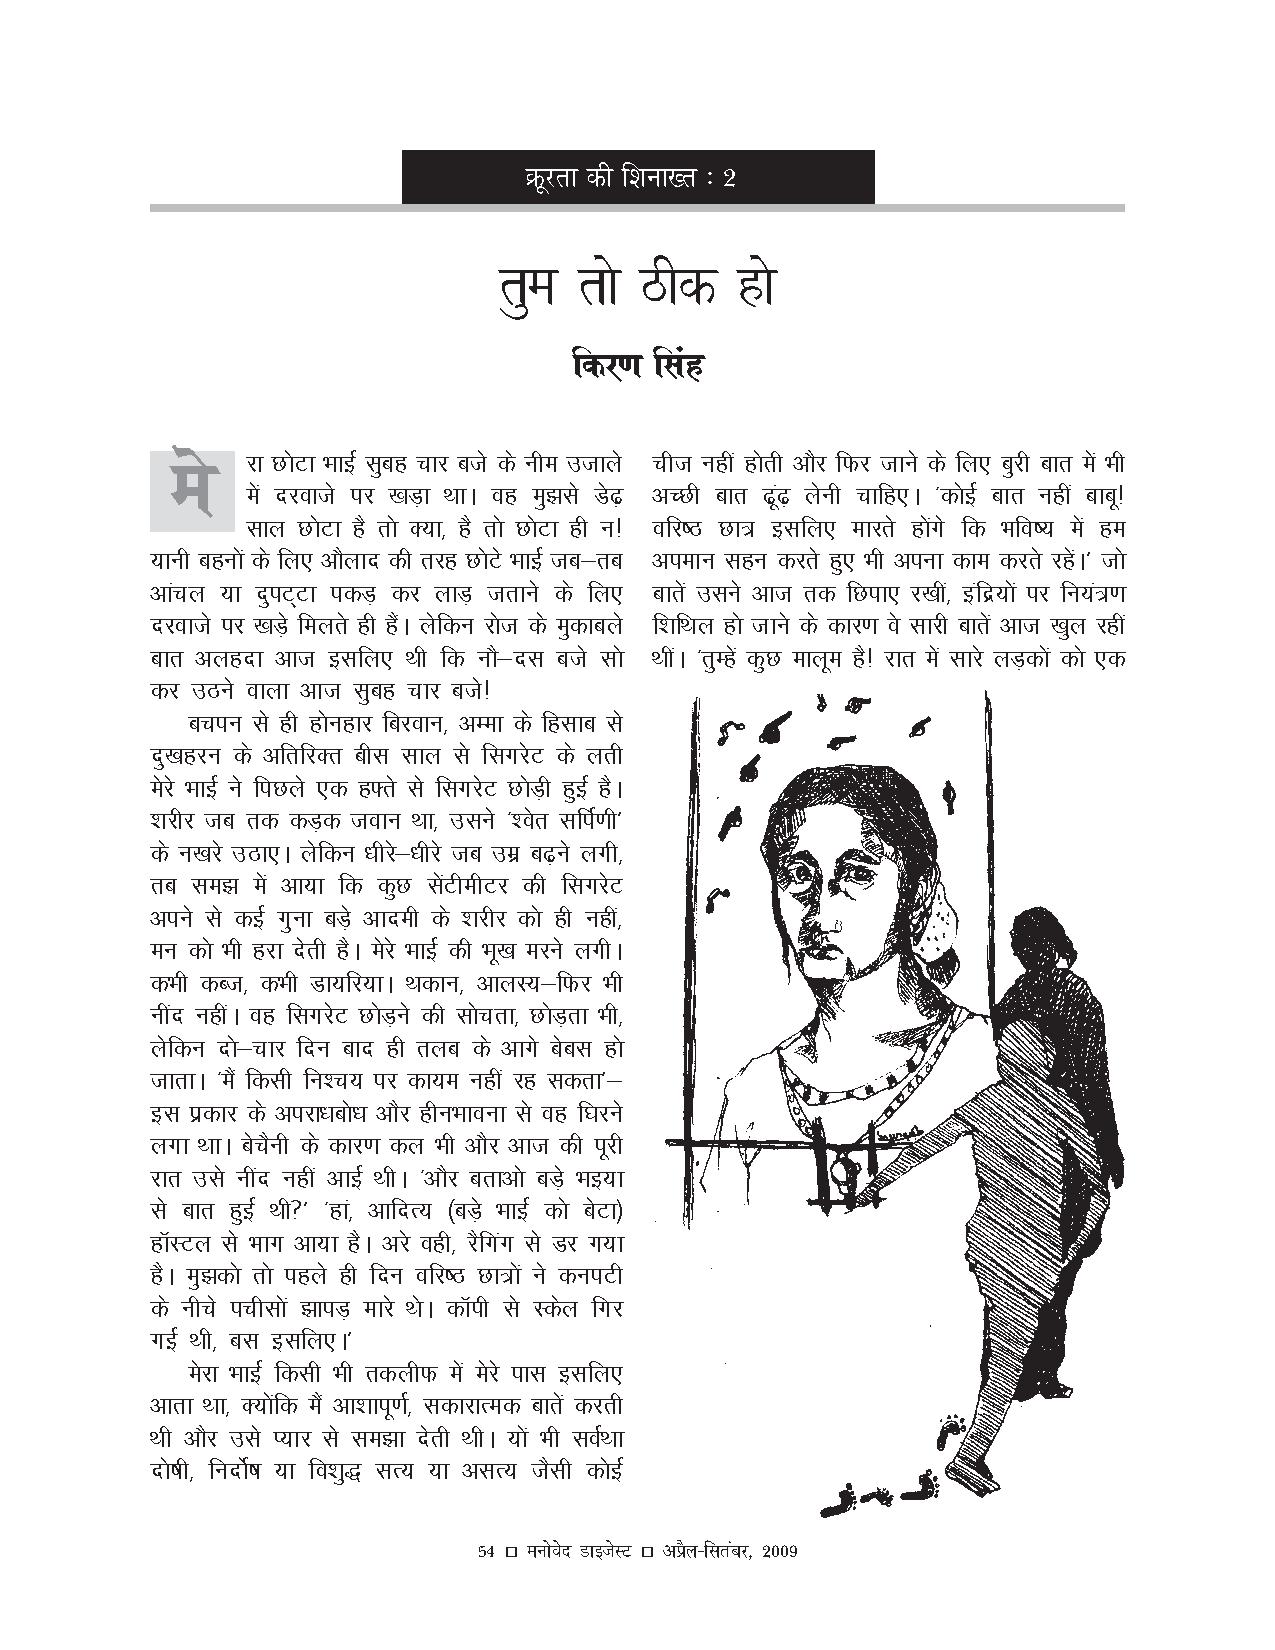 क्रूरता की शिनाख्त : 2
तुम तो ठीक हो
किरण सिंह
मेरा छोटा भाई सुबह चार बजे के नीम उजाले
में दरवाजे पर खड़ा था। वह मुझसे डेढ़
साल छोटा है तो क्या, है तो छोटा ही न!
यानी बहनों के लिए औलाद की तरह छोटे भाई जब–तब
आंचल या दुपट्टा पकड़ कर लाड़ जताने के लिए
दरवाजे पर खड़े मिलते ही हैं। लेकिन रोज के मुकाबले
बात अलहदा आज इसलिए थी कि नौ–दस बजे सो
कर उठने वाला आज सुबह चार बजे!
बचपन से ही होनहार बिरवान, अम्मा के हिसाब से
दुखहरन के अतिरिक्त बीस साल से सिगरेट के लती
मेरे भाई ने पिछले एक हफ्ते से सिगरेट छोड़ी हुई है।
शरीर जब तक कड़क जवान था, उसने ‘श्वेत सर्पिणी’
के नखरे उठाए। लेकिन धीरे–धीरे जब उम्र बढ़ने लगी,
तब समझ में आया कि कुछ सेंटीमीटर की सिगरेट
अपने से कई गुना बड़े आदमी के शरीर को ही नहीं,
मन को भी हरा देती है। मेरे भाई की भूख मरने लगी।
कभी कब्ज, कभी डायरिया। थकान, आलस्य–फिर भी
नींद नहीं। वह सिगरेट छोड़ने की सोचता, छोड़ता भी,
लेकिन दो–चार दिन बाद ही तलब के आगे बेबस हो
जाता। ‘मैं किसी निश्चय पर कायम नहीं रह सकता’–
इस प्रकार के अपराधबोध और हीनभावना से वह घिरने
लगा था। बेचैनी के कारण कल भी और आज की पूरी
रात उसे नींद नहीं आई थी। ‘और बताओ बड़े भइया
से बात हुई थी?’ ‘हां, आदित्य (बड़े भाई को बेटा)
हॉस्टल से भाग आया है। अरे वही, रैगिंग से डर गया
है। मुझको तो पहले ही दिन वरिष्ठ छात्रों ने कनपटी
के नीचे पचीसों झापड़ मारे थे। कॉपी से स्केल गिर
गई थी, बस इसलिए।’
मेरा भाई किसी भी तकलीफ में मेरे पास इसलिए
आता था, क्योंकि मैं आशापूर्ण, सकारात्मक बातें करती
थी और उसे प्यार से समझा देती थी। यों भी सर्वथा
दोषी, निर्दोष या विशुद्ध सत्य या असत्य जैसी कोई
चीज नहीं होती और फिर जाने के लिए बुरी बात में भी
अच्छी बात ढूंढ़ लेनी चाहिए। ‘कोई बात नहीं बाबू!
वरिष्ठ छात्र इसलिए मारते होंगे कि भविष्य में हम
अपमान सहन करते हुए भी अपना काम करते रहें।’ जो
बातें उसने आज तक छिपाए रखीं, इंद्रियों पर नियंत्रण
शिथिल हो जाने के कारण वे सारी बातें आज खुल रहीं
थीं। ‘तुम्हें कुछ मालूम है! रात में सारे लड़कों को एक
54 □ मनोवेद डाइजेस्ट □ अप्रैल-सितंबर, 2009